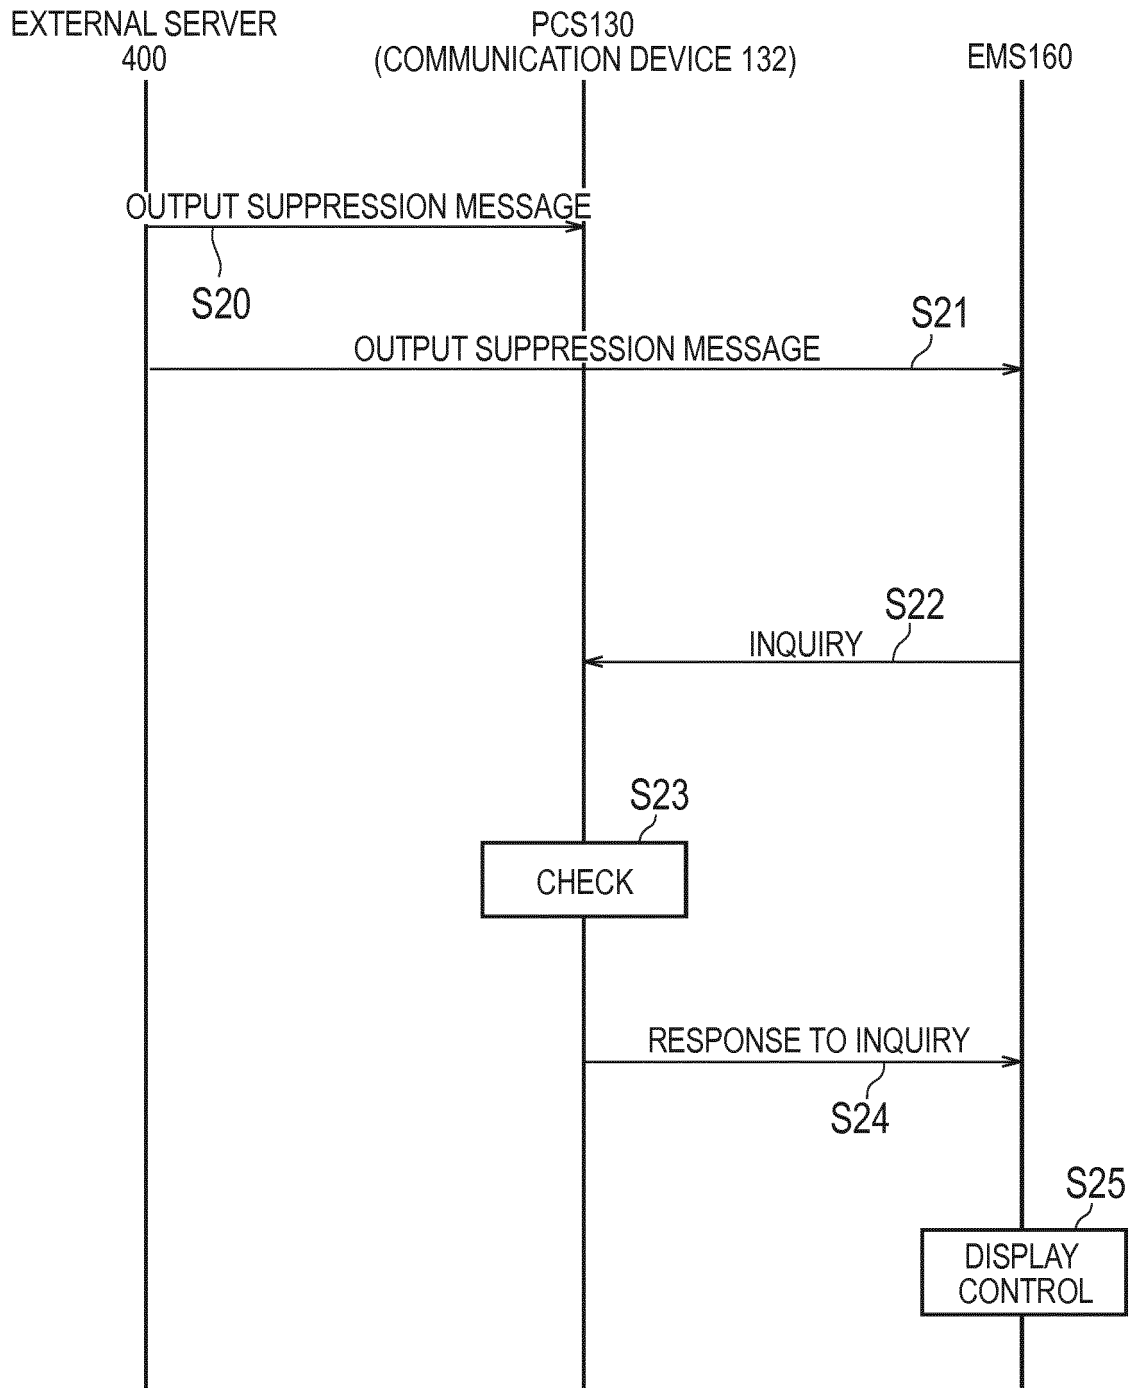 EXTERNAL SERVER
400
PCS130
(COMMUNICATION DEVICE 132)
EMS160
OUTPUT SUPPRESSION MESSAGE
S20
S21
OUTPUT SUPPRESSION MESSAGE
S22
INQUIRY
S23
CHECK
RESPONSE TO INQUIRY
S24
S25
DISPLAY
CONTROL